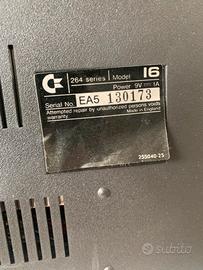 264 series Model 16
Power 9V 1A
Serial No. EA5 130173
Attempted repair by unauthorized persons voids
warranty.
Made in England
255040-25
subito